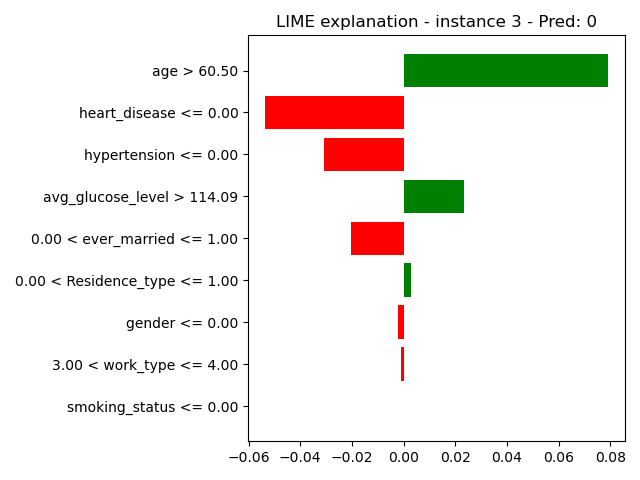 LIME explanation - instance 3 - Pred: 0
age > 60.50
heart_disease <= 0.00
hypertension <= 0.00
avg_glucose_level > 114.09
0.00 < ever_married <= 1.00
0.00 < Residence_type <= 1.00
gender <= 0.00
3.00 < work_type <= 4.00
smoking_status <= 0.00
−0.06 −0.04 −0.02 0.00 0.02 0.04 0.06 0.08